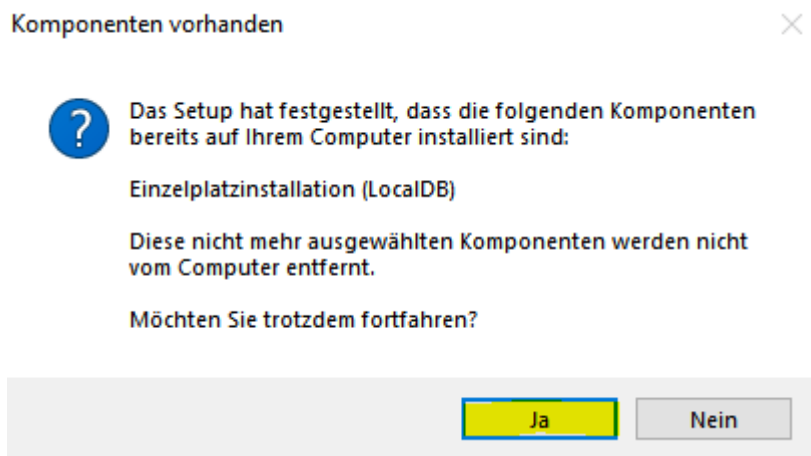 Komponenten vorhanden
Das Setup hat festgestellt, dass die folgenden Komponenten
bereits auf Ihrem Computer installiert sind:
Einzelplatzinstallation (LocalDB)
Diese nicht mehr ausgewählten Komponenten werden nicht
vom Computer entfernt.
Möchten Sie trotzdem fortfahren?
Ja
Nein